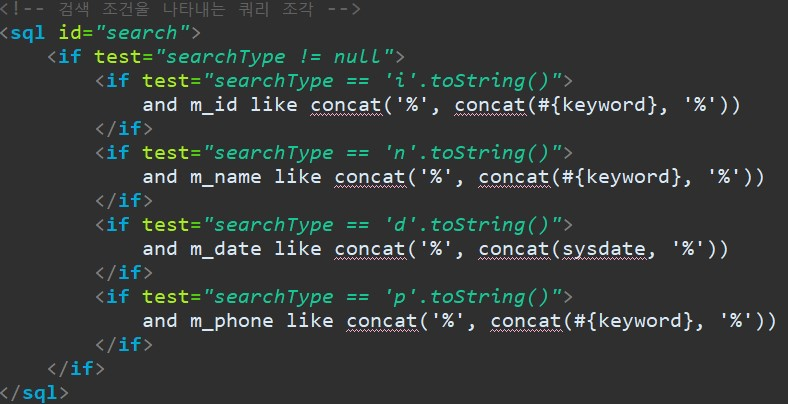 <!-- 검색 조건울 나타내는 쿼리 조각 -->
<sql id="search">
    <if test="searchType != null">
        <if test="searchType == 'i'.toString()">
            and m_id like concat('%', concat(#{keyword}, '%'))
        </if>
        <if test="searchType == 'n'.toString()">
            and m_name like concat('%', concat(#{keyword}, '%'))
        </if>
        <if test="searchType == 'd'.toString()">
            and m_date like concat('%', concat(sysdate, '%'))
        </if>
        <if test="searchType == 'p'.toString()">
            and m_phone like concat('%', concat(#{keyword}, '%'))
        </if>
    </if>
</sql>